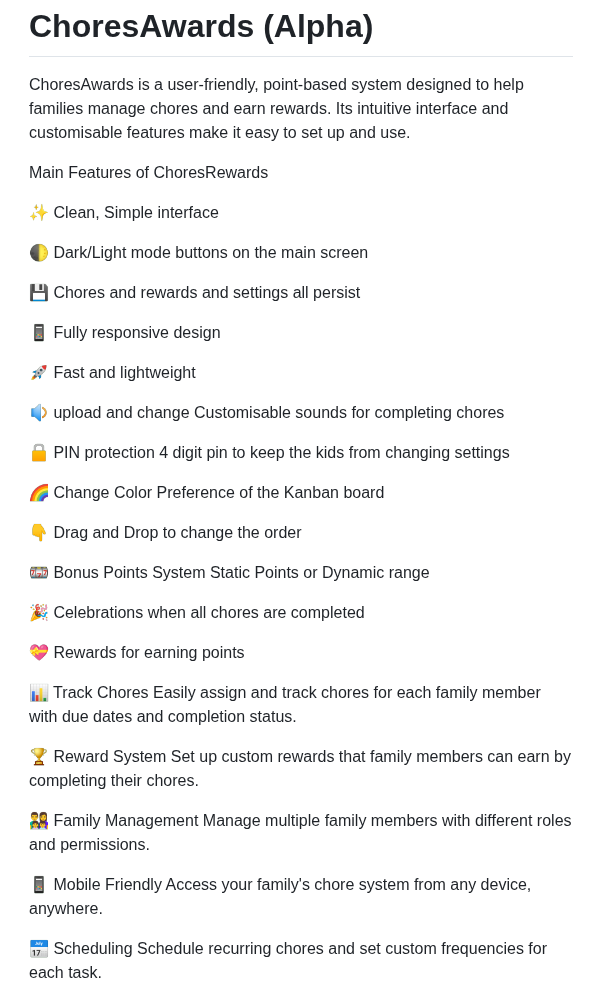 ChoresAwards (Alpha)
ChoresAwards is a user-friendly, point-based system designed to help
families manage chores and earn rewards. Its intuitive interface and
customisable features make it easy to set up and use.
Main Features of ChoresRewards
✨ Clean, Simple interface
🌗 Dark/Light mode buttons on the main screen
💾 Chores and rewards and settings all persist
📱 Fully responsive design
🚀 Fast and lightweight
🔊 upload and change Customisable sounds for completing chores
🔒 PIN protection 4 digit pin to keep the kids from changing settings
🌈 Change Color Preference of the Kanban board
👇 Drag and Drop to change the order
🎰 Bonus Points System Static Points or Dynamic range
🎉 Celebrations when all chores are completed
💝 Rewards for earning points
📊 Track Chores Easily assign and track chores for each family member
with due dates and completion status.
🏆 Reward System Set up custom rewards that family members can earn by
completing their chores.
👨‍👩‍👧‍👦 Family Management Manage multiple family members with different roles
and permissions.
📱 Mobile Friendly Access your family's chore system from any device,
anywhere.
📅 Scheduling Schedule recurring chores and set custom frequencies for
each task.